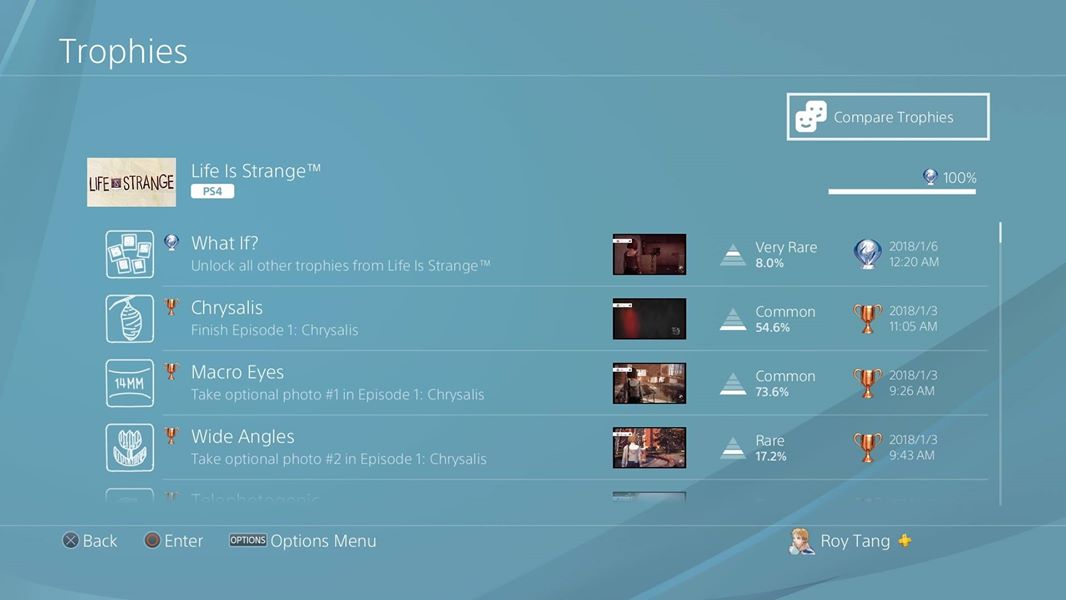 Trophies
Compare Trophies
LIFE IS STRANGE
Life Is Strange™
PS4
100%
What If?
Unlock all other trophies from Life Is Strange™
Very Rare
8.0%
2018/1/6
12:20 AM
Chrysalis
Finish Episode 1: Chrysalis
Common
54.6%
2018/1/3
11:05 AM
14MM
Macro Eyes
Take optional photo #1 in Episode 1: Chrysalis
Common
73.6%
2018/1/3
9:26 AM
Wide Angles
Take optional photo #2 in Episode 1: Chrysalis
Rare
17.2%
2018/1/3
9:43 AM
Telephotogenic
Back
Enter
OPTIONS Options Menu
Roy Tang